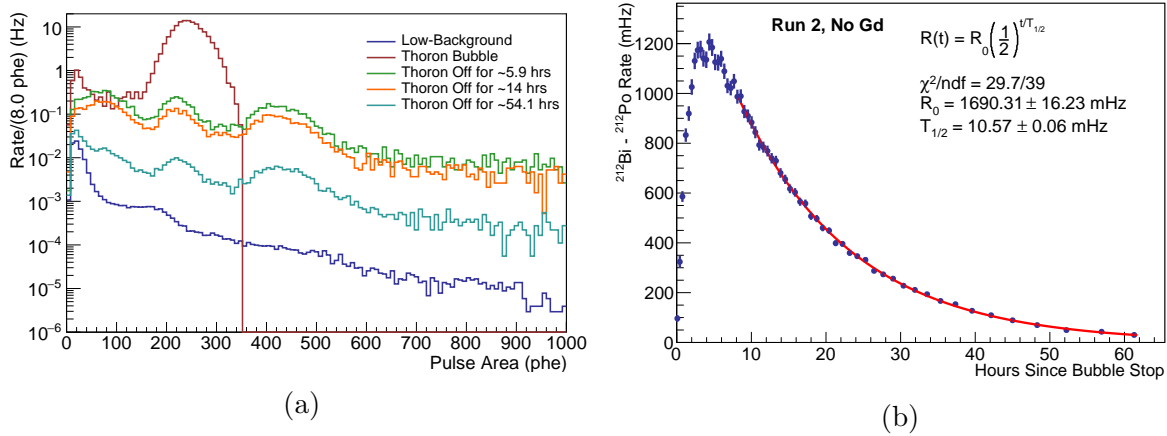 Rate//(8.0 phe) (Hz)
10
1
10⁻¹
10⁻²
10⁻³
10⁻⁴
10⁻⁵
10⁻⁶
Low-Background
Thoron Bubble
Thoron Off for ~5.9 hrs
Thoron Off for ~14 hrs
Thoron Off for ~54.1 hrs
0 100 200 300 400 500 600 700 800 900 1000
Pulse Area (phe)
(a)
²¹²Bi - ²¹²Po Rate (mHz)
1200
1000
800
600
400
200
0
Run 2, No Gd
R(t) = R₀(1/2)^(t/T₁/₂)
χ²/ndf = 29.7/39
R₀ = 1690.31 ± 16.23 mHz
T₁/₂ = 10.57 ± 0.06 mHz
0 10 20 30 40 50 60
Hours Since Bubble Stop
(b)